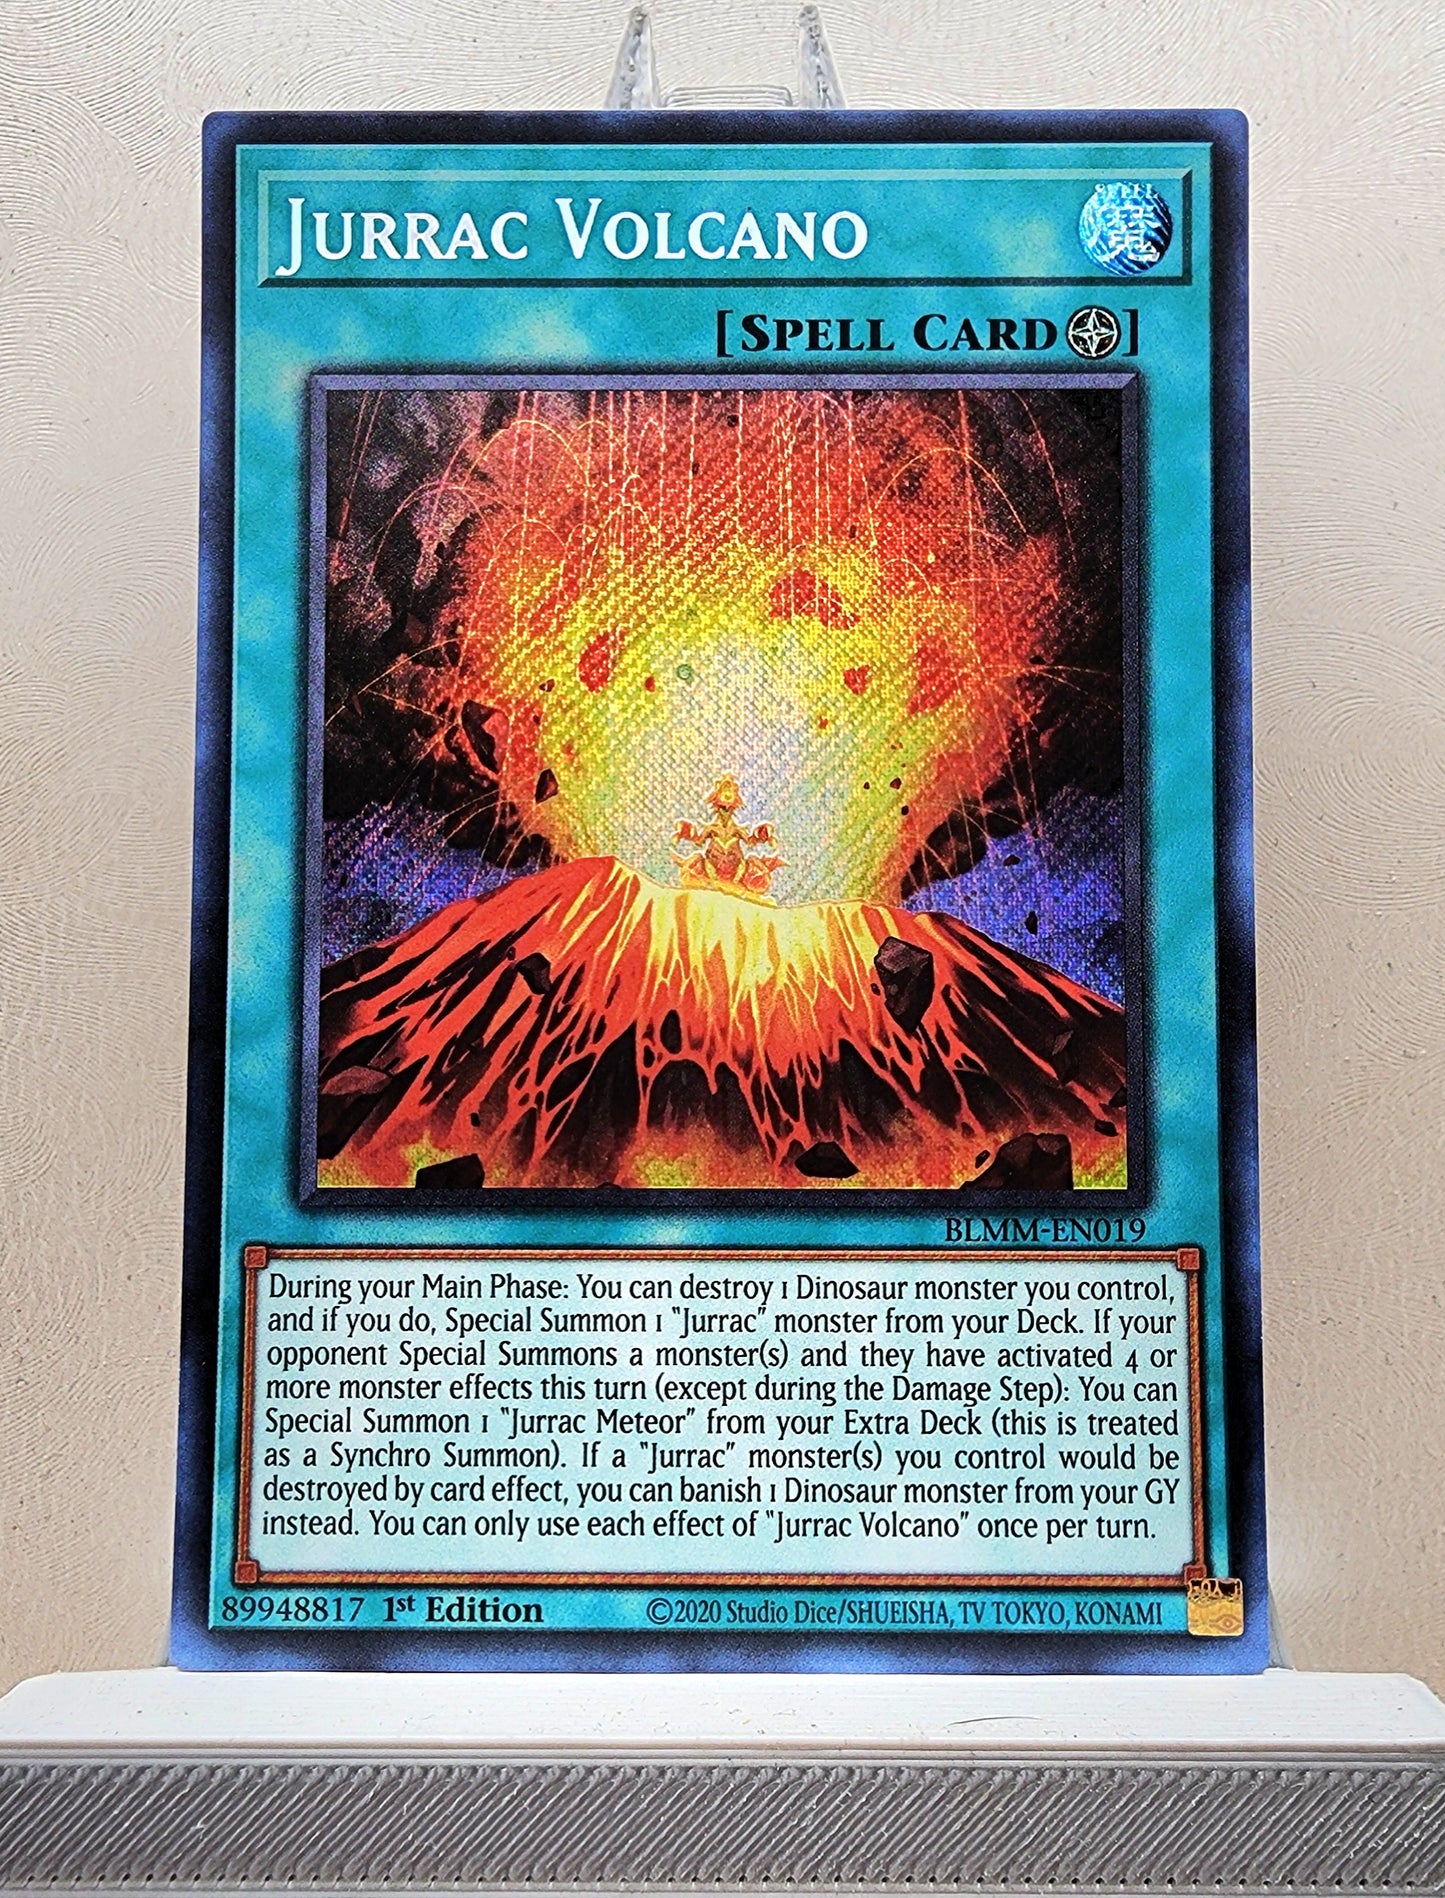 Jurrac Volcano
SPELL
魔
[Spell Card]
BLMM-EN019
During your Main Phase: You can destroy 1 Dinosaur monster you control,
and if you do, Special Summon 1 "Jurrac" monster from your Deck. If your
opponent Special Summons a monster(s) and they have activated 4 or
more monster effects this turn (except during the Damage Step): You can
Special Summon 1 "Jurrac Meteor" from your Extra Deck (this is treated
as a Synchro Summon). If a "Jurrac" monster(s) you control would be
destroyed by card effect, you can banish 1 Dinosaur monster from your GY
instead. You can only use each effect of "Jurrac Volcano" once per turn.
89948817 1st Edition ©2020 Studio Dice/SHUEISHA, TV TOKYO, KONAMI